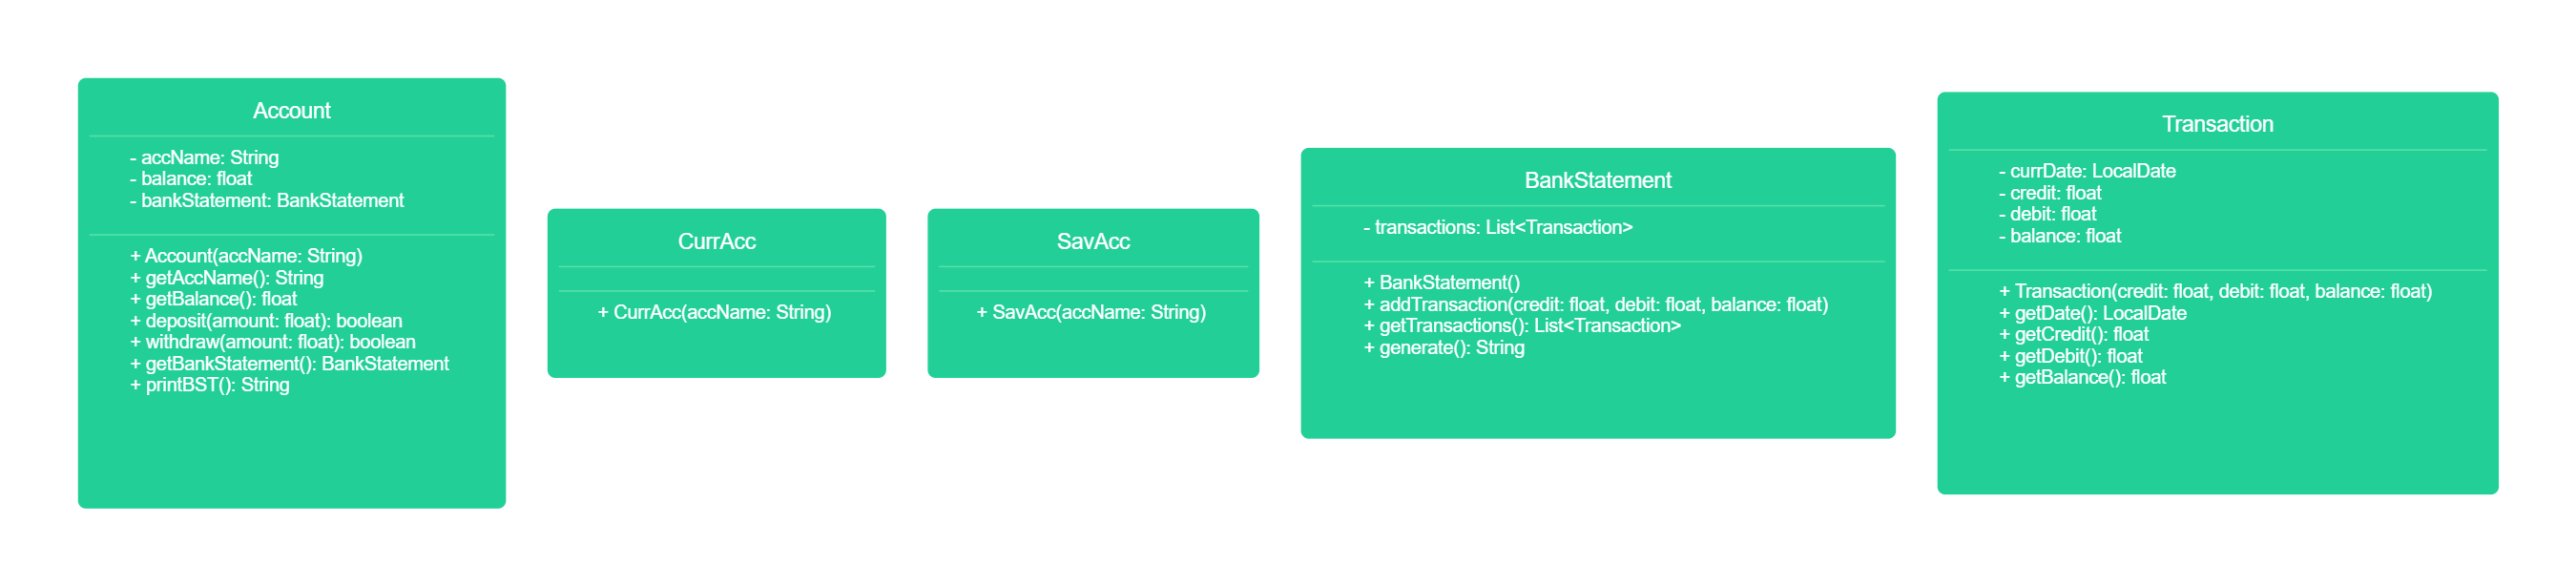 Account
- accName: String
- balance: float
- bankStatement: BankStatement
+ Account(accName: String)
+ getAccName(): String
+ getBalance(): float
+ deposit(amount: float): boolean
+ withdraw(amount: float): boolean
+ getBankStatement(): BankStatement
+ printBST(): String
CurrAcc
+ CurrAcc(accName: String)
SavAcc
+ SavAcc(accName: String)
BankStatement
- transactions: List<Transaction>
+ BankStatement()
+ addTransaction(credit: float, debit: float, balance: float)
+ getTransactions(): List<Transaction>
+ generate(): String
Transaction
- currDate: LocalDate
- credit: float
- debit: float
- balance: float
+ Transaction(credit: float, debit: float, balance: float)
+ getDate(): LocalDate
+ getCredit(): float
+ getDebit(): float
+ getBalance(): float